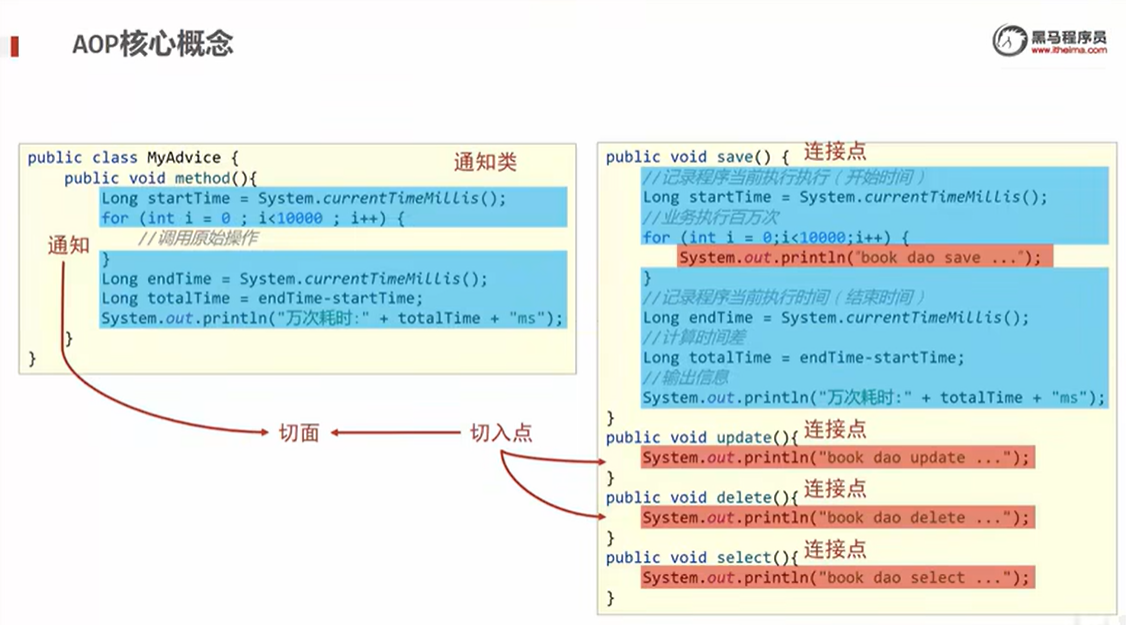 AOP核心概念
黑马程序员
www.itheima.com
public class MyAdvice {
通知类
public void method(){
Long startTime = System.currentTimeMillis();
for (int i = 0 ; i<10000 ; i++) {
//调用原始操作
通知
}
Long endTime = System.currentTimeMillis();
Long totalTime = endTime-startTime;
System.out.println("万次耗时:" + totalTime + "ms");
}
}
切面
切入点
public void save() {
连接点
//记录程序当前执行执行（开始时间）
Long startTime = System.currentTimeMillis();
//业务执行百万次
for (int i = 0;i<10000;i++) {
System.out.println("book dao save ...");
}
//记录程序当前执行时间（结束时间）
Long endTime = System.currentTimeMillis();
//计算时间差
Long totalTime = endTime-startTime;
//输出信息
System.out.println("万次耗时:" + totalTime + "ms");
}
public void update(){
连接点
System.out.println("book dao update ...");
}
public void delete(){
连接点
System.out.println("book dao delete ...");
}
public void select(){
连接点
System.out.println("book dao select ...");
}